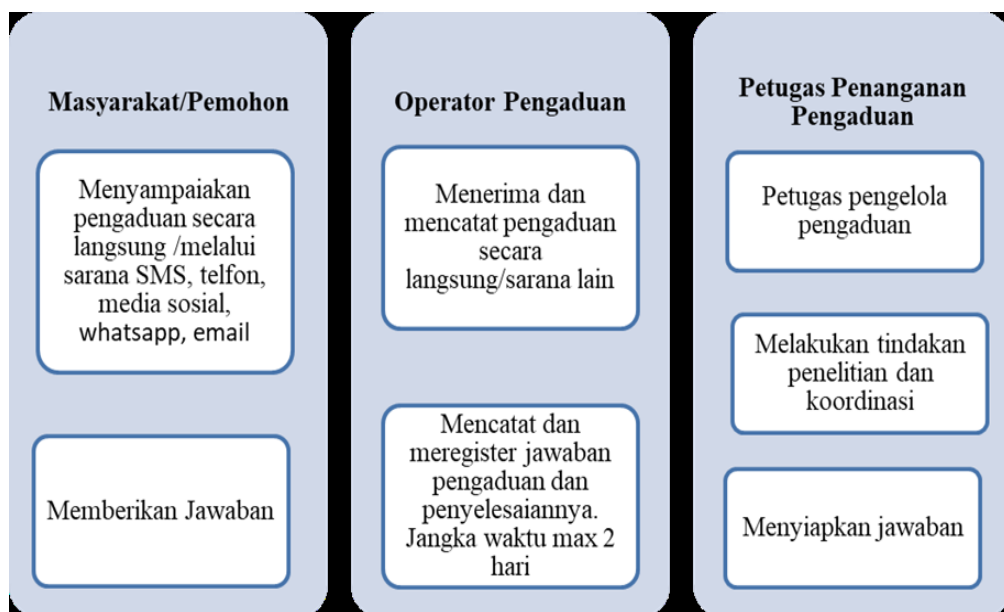 Masyarakat/Pemohon
Menyampaiakan
pengaduan secara
langsung /melalui
sarana SMS, telfon,
media sosial,
whatsapp, email
Memberikan Jawaban
Operator Pengaduan
Menerima dan
mencatat pengaduan
secara
langsung/sarana lain
Mencatat dan
meregister jawaban
pengaduan dan
penyelesaiannya.
Jangka waktu max 2
hari
Petugas Penanganan
Pengaduan
Petugas pengelola
pengaduan
Melakukan tindakan
penelitian dan
koordinasi
Menyiapkan jawaban